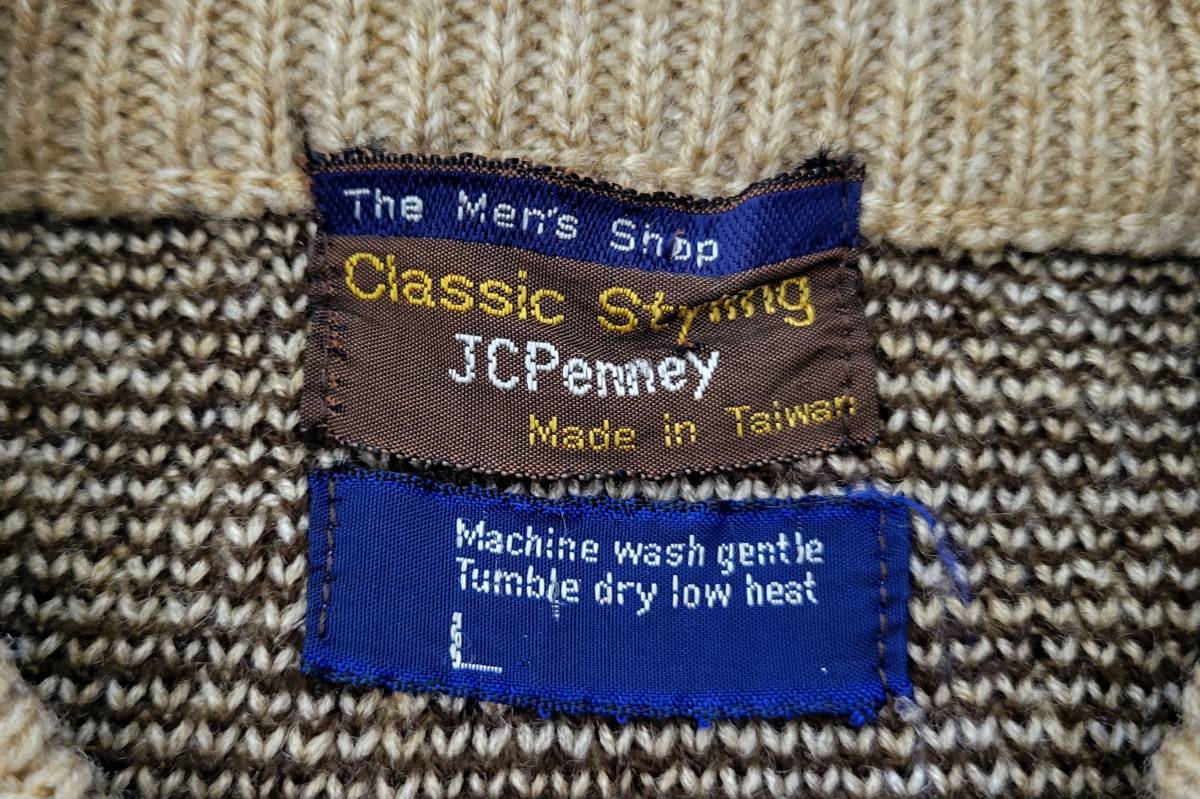 The Men's Shop
Classic Styling
JCPenney
Made in Taiwan
Machine wash gentle
Tumble dry low heat
L